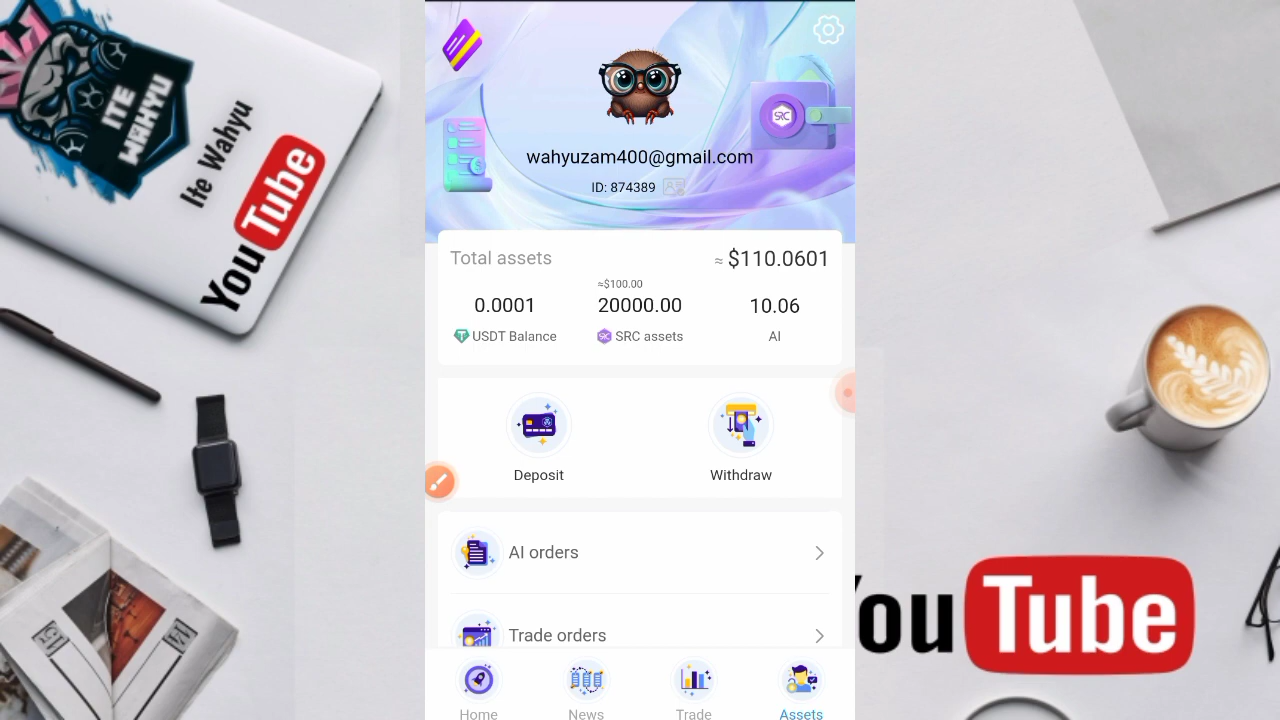 ITE
WAHYU
Ite Wahyu
YouTube
SRC
wahyuzam400@gmail.com
ID: 874389
Total assets
≈ $110.0601
≈$100.00
0.0001
20000.00
10.06
USDT Balance
SRC
SRC assets
AI
Deposit
Withdraw
AI orders
Trade orders
ouTube
Home
News
Trade
Assets